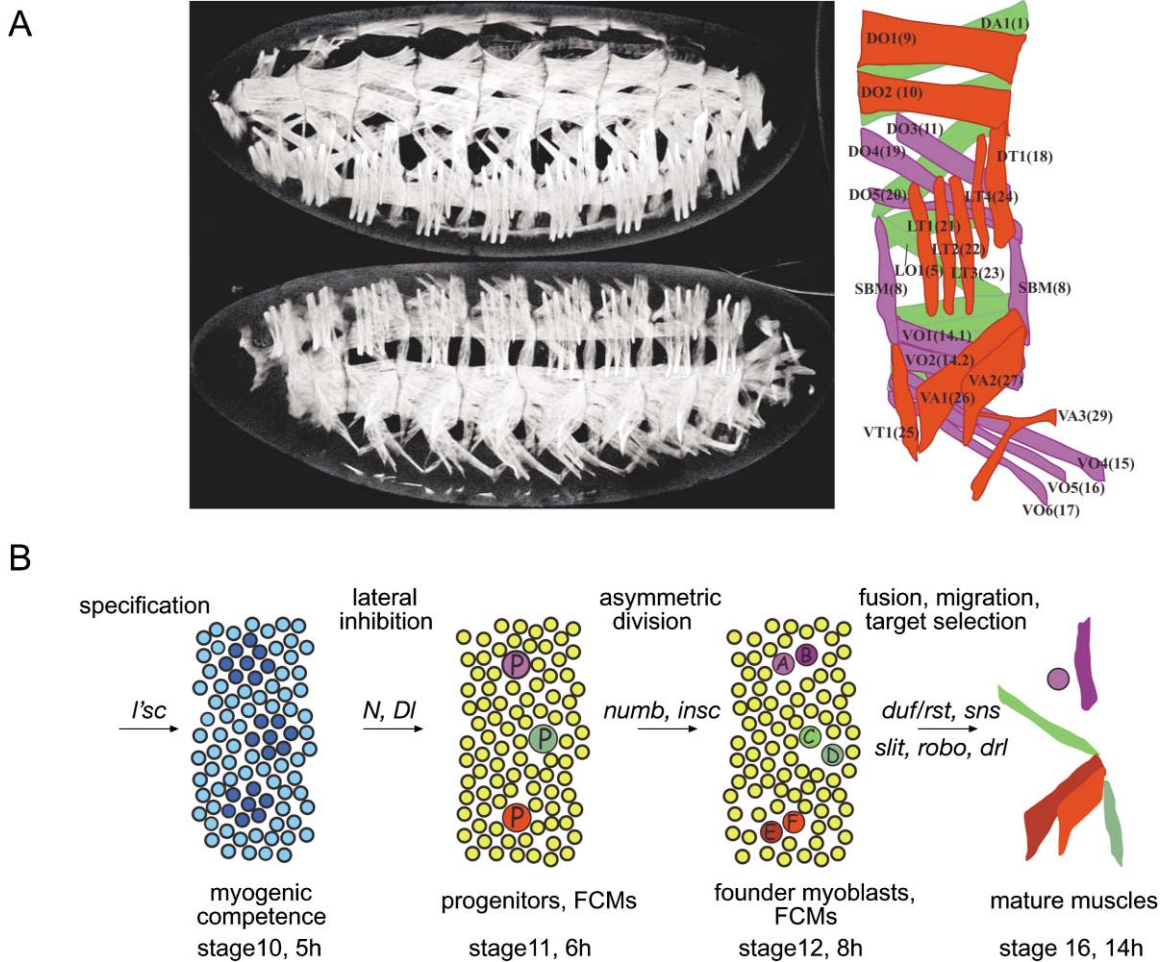 A
DA1(1)
DO1(9)
DO2 (10)
DO3(11)
DO4(19)
DT1(18)
DO5(20)
LT4(24)
LT1(21)
LT2(22)
LO1(5)
LT3(23)
SBM(8)
SBM(8)
VO1(14.1)
VO2(14.2)
VA2(27)
VA1(26)
VA3(29)
VT1(25)
VO4(15)
VO5(16)
VO6(17)
B
specification
lateral
inhibition
asymmetric
division
fusion, migration,
target selection
l'sc
N, Dl
numb, insc
duf/rst, sns
slit, robo, drl
P
P
P
A
B
C
D
E
F
myogenic
competence
stage10, 5h
progenitors, FCMs
stage11, 6h
founder myoblasts,
FCMs
stage12, 8h
mature muscles
stage 16, 14h